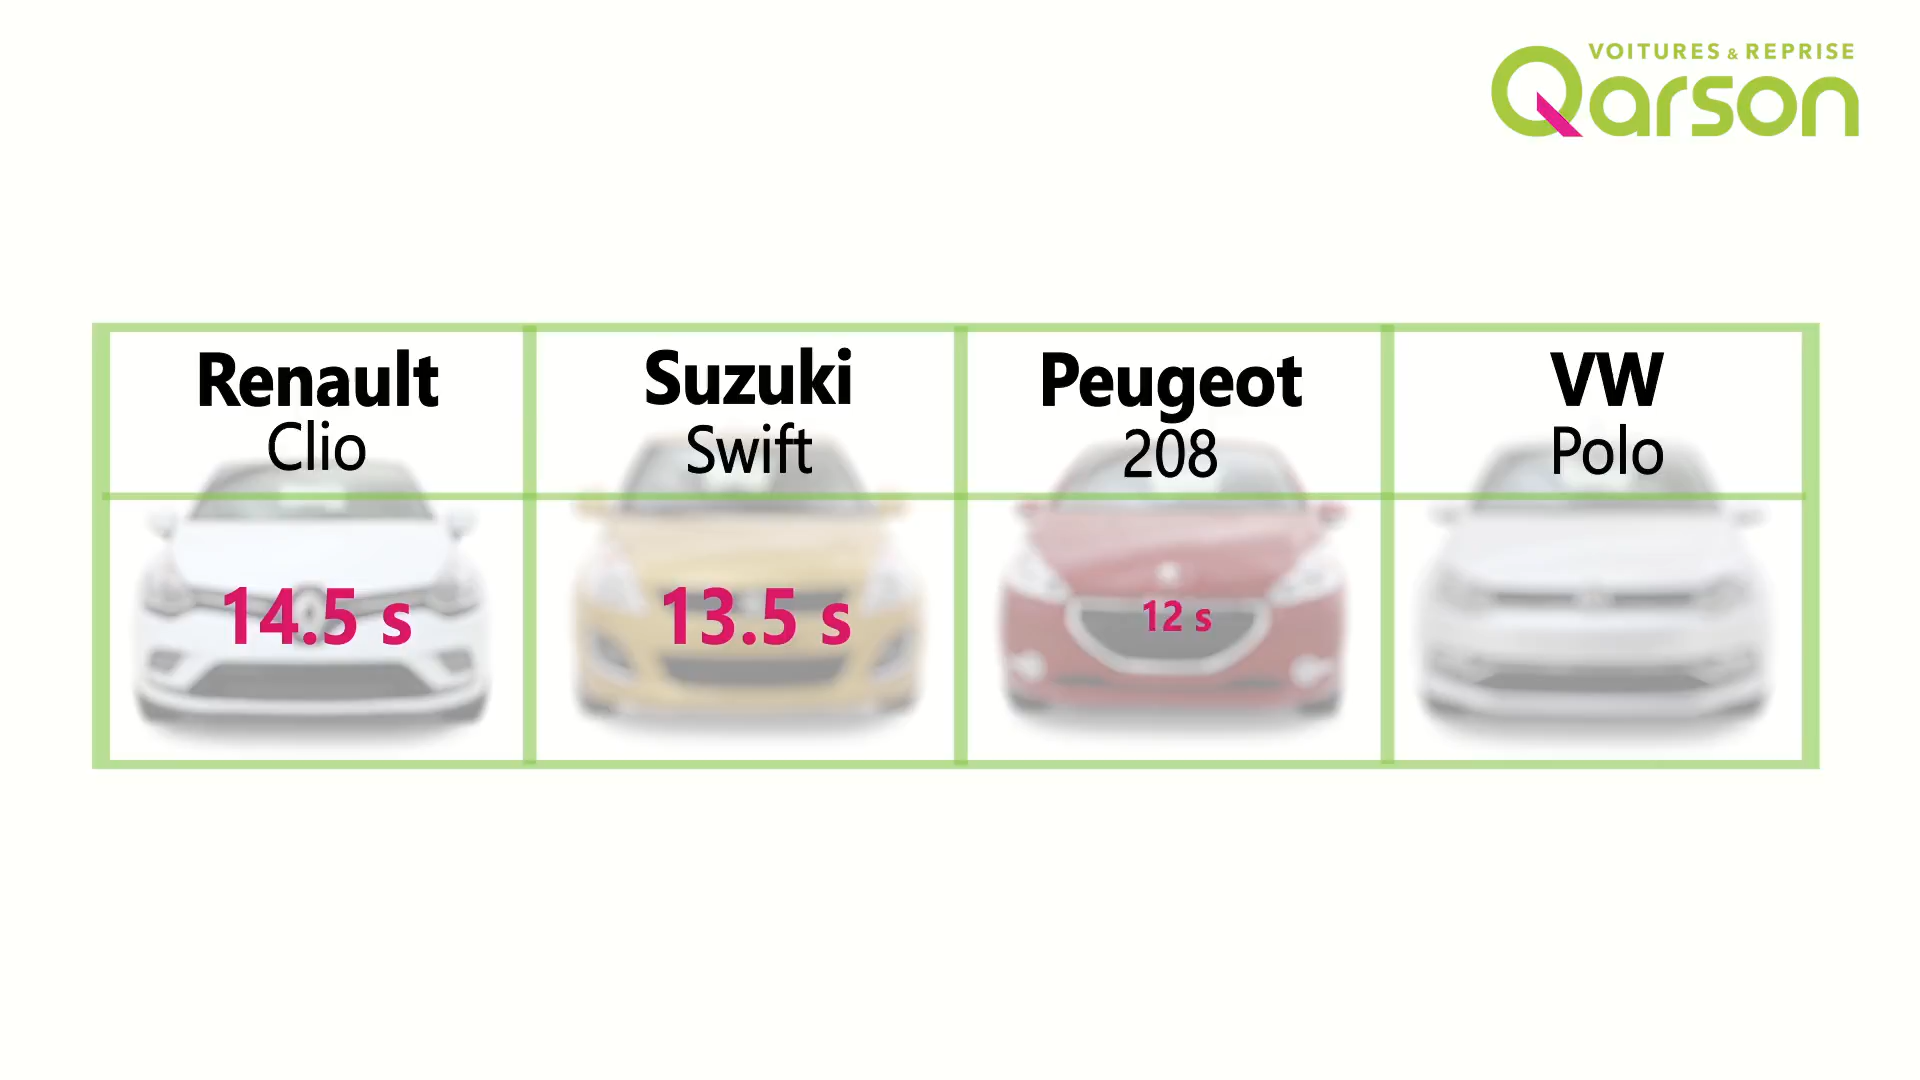 VOITURES & REPRISE
Qarson
Renault
Clio
Suzuki
Swift
Peugeot
208
VW
Polo
14.5 s
13.5 s
12 s